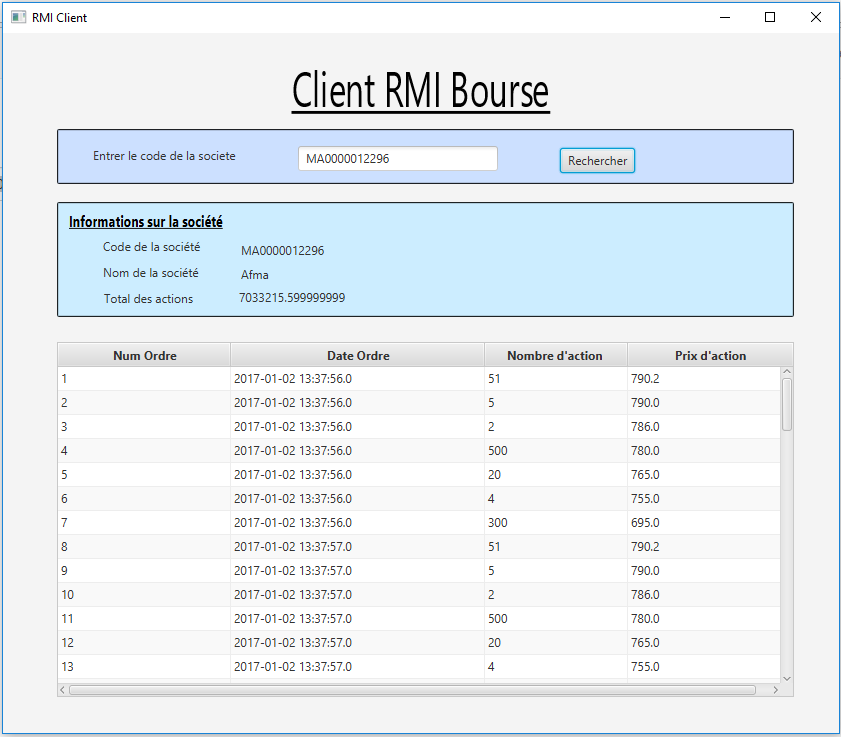 RMI Client
Client RMI Bourse
Entrer le code de la societe MA0000012296 Rechercher
Informations sur la société
Code de la société MA0000012296
Nom de la société Afma
Total des actions 7033215.599999999
Num Ordre Date Ordre Nombre d'action Prix d'action
1 2017-01-02 13:37:56.0 51 790.2
2 2017-01-02 13:37:56.0 5 790.0
3 2017-01-02 13:37:56.0 2 786.0
4 2017-01-02 13:37:56.0 500 780.0
5 2017-01-02 13:37:56.0 20 765.0
6 2017-01-02 13:37:56.0 4 755.0
7 2017-01-02 13:37:56.0 300 695.0
8 2017-01-02 13:37:57.0 51 790.2
9 2017-01-02 13:37:57.0 5 790.0
10 2017-01-02 13:37:57.0 2 786.0
11 2017-01-02 13:37:57.0 500 780.0
12 2017-01-02 13:37:57.0 20 765.0
13 2017-01-02 13:37:57.0 4 755.0